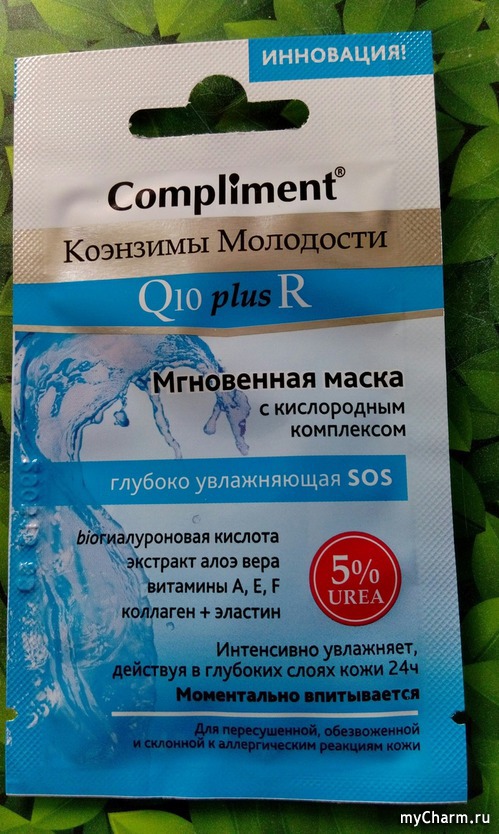 ИННОВАЦИЯ!
Compliment®
Коэнзимы Молодости
Q10 plus R
Мгновенная маска
с кислородным
комплексом
глубоко увлажняющая SOS
bioгиалуроновая кислота
экстракт алоэ вера
витамины А, Е, F
коллаген + эластин
5%
UREA
Интенсивно увлажняет,
действуя в глубоких слоях кожи 24ч
Моментально впитывается
Для пересушенной, обезвоженной
и склонной к аллергическим реакциям кожи
myCharm.ru